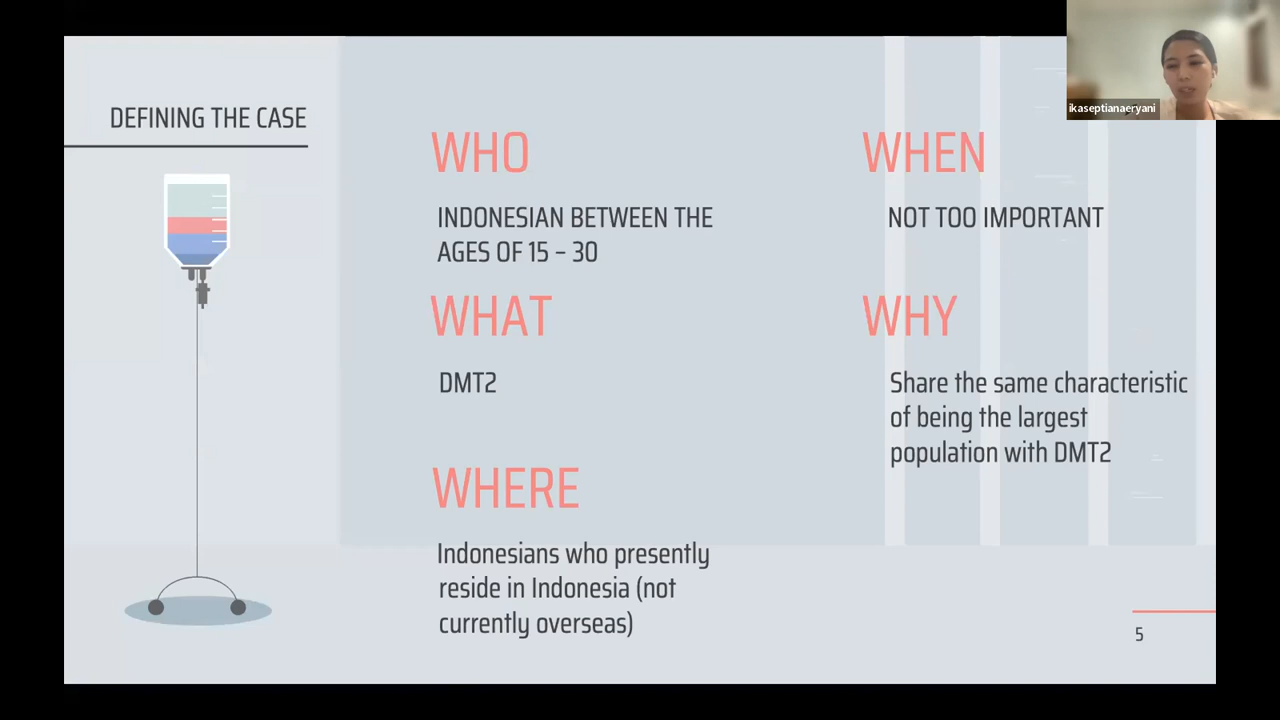 DEFINING THE CASE
WHO
INDONESIAN BETWEEN THE
AGES OF 15 – 30
WHAT
DMT2
WHERE
Indonesians who presently
reside in Indonesia (not
currently overseas)
WHEN
NOT TOO IMPORTANT
WHY
Share the same characteristic
of being the largest
population with DMT2
5
ikaseptianaeryani